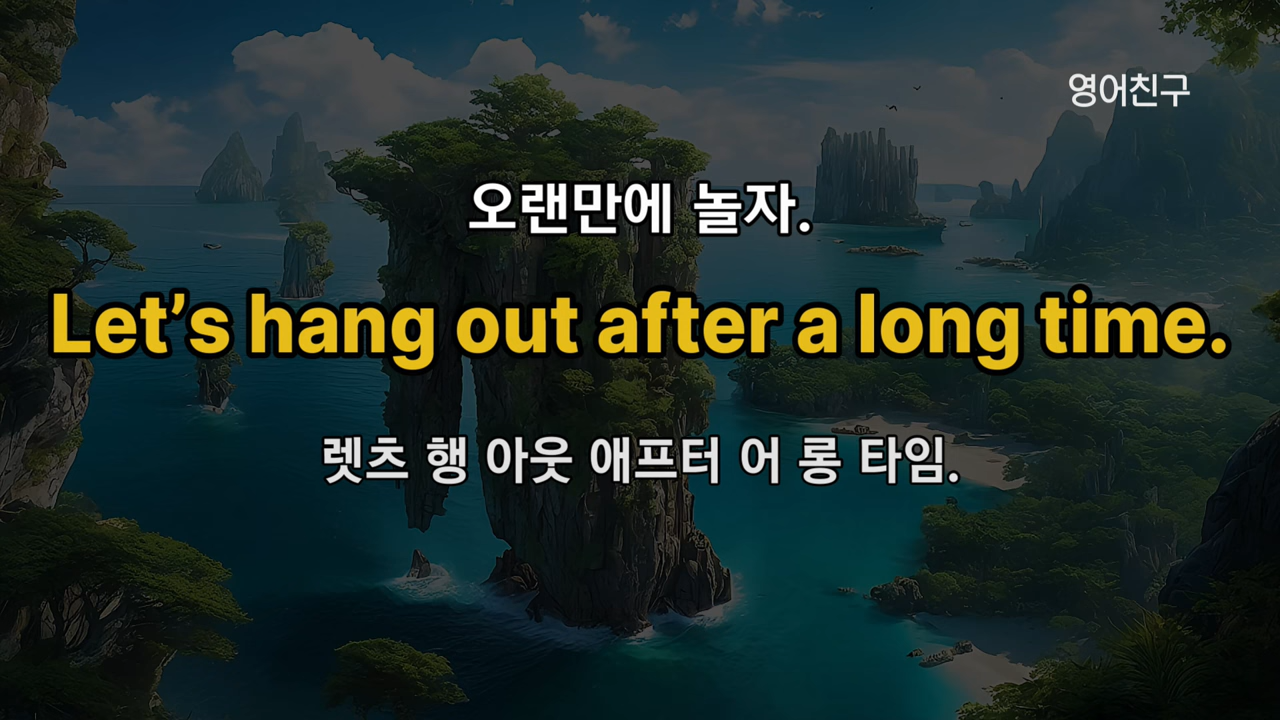 영어친구
오랜만에 놀자.
Let’s hang out after a long time.
렛츠 행 아웃 애프터 어 롱 타임.